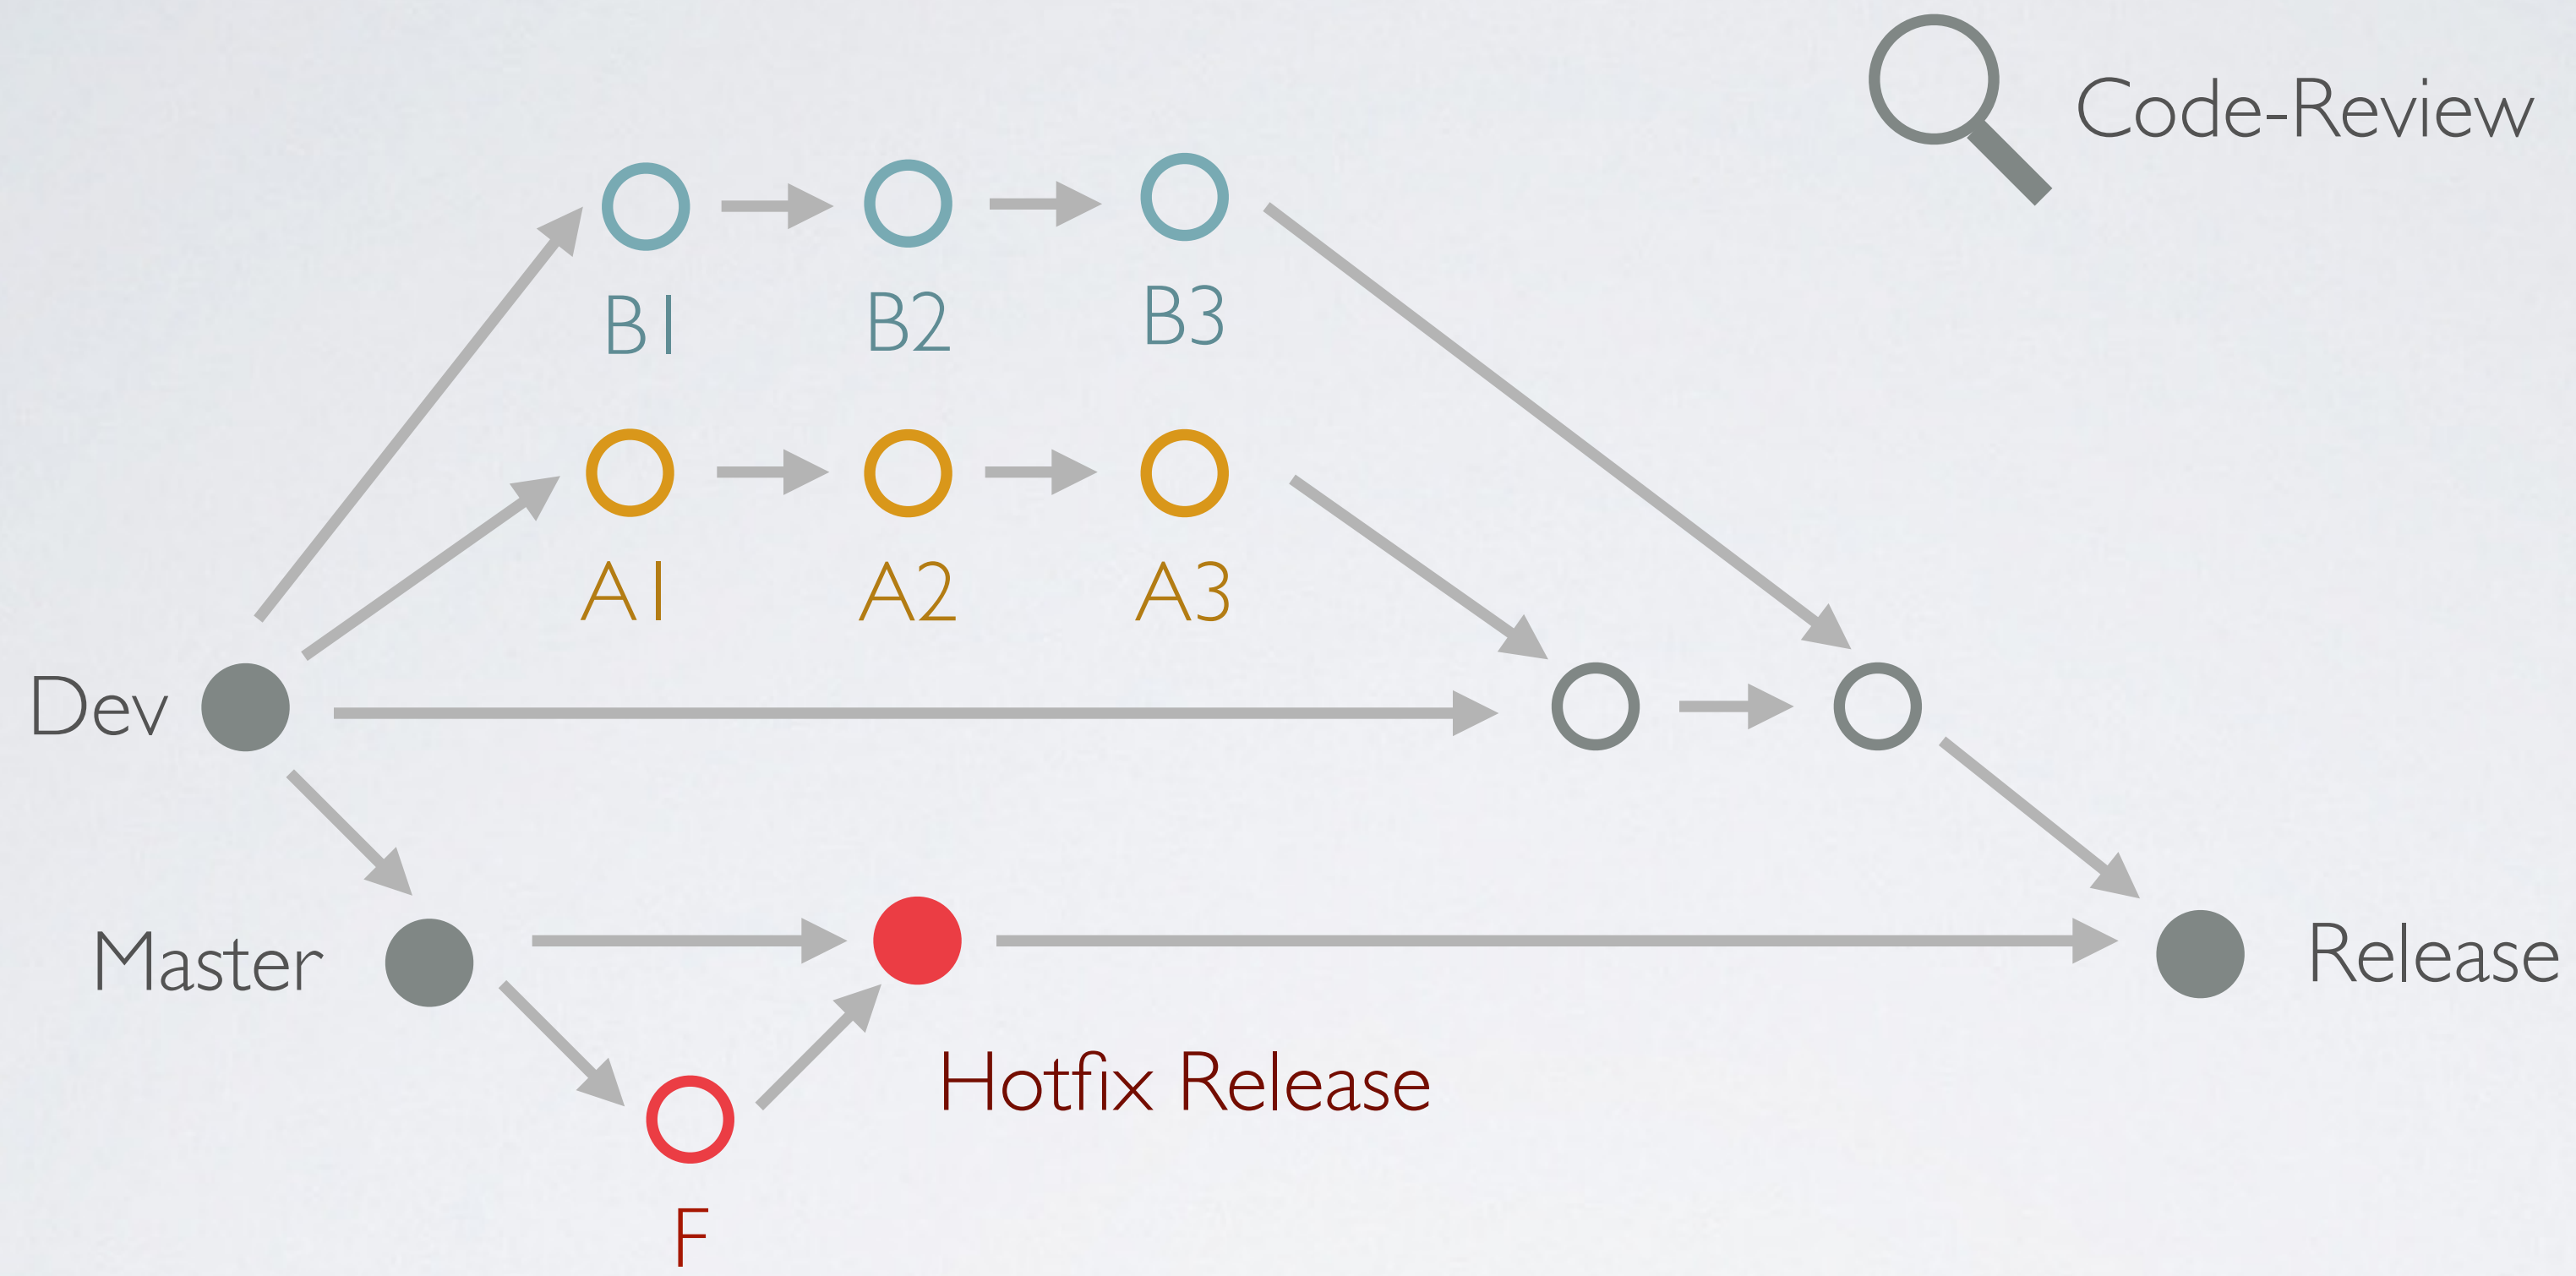 Code-Review
B1
B2
B3
A1
A2
A3
Dev
Master
Release
Hotfix Release
F